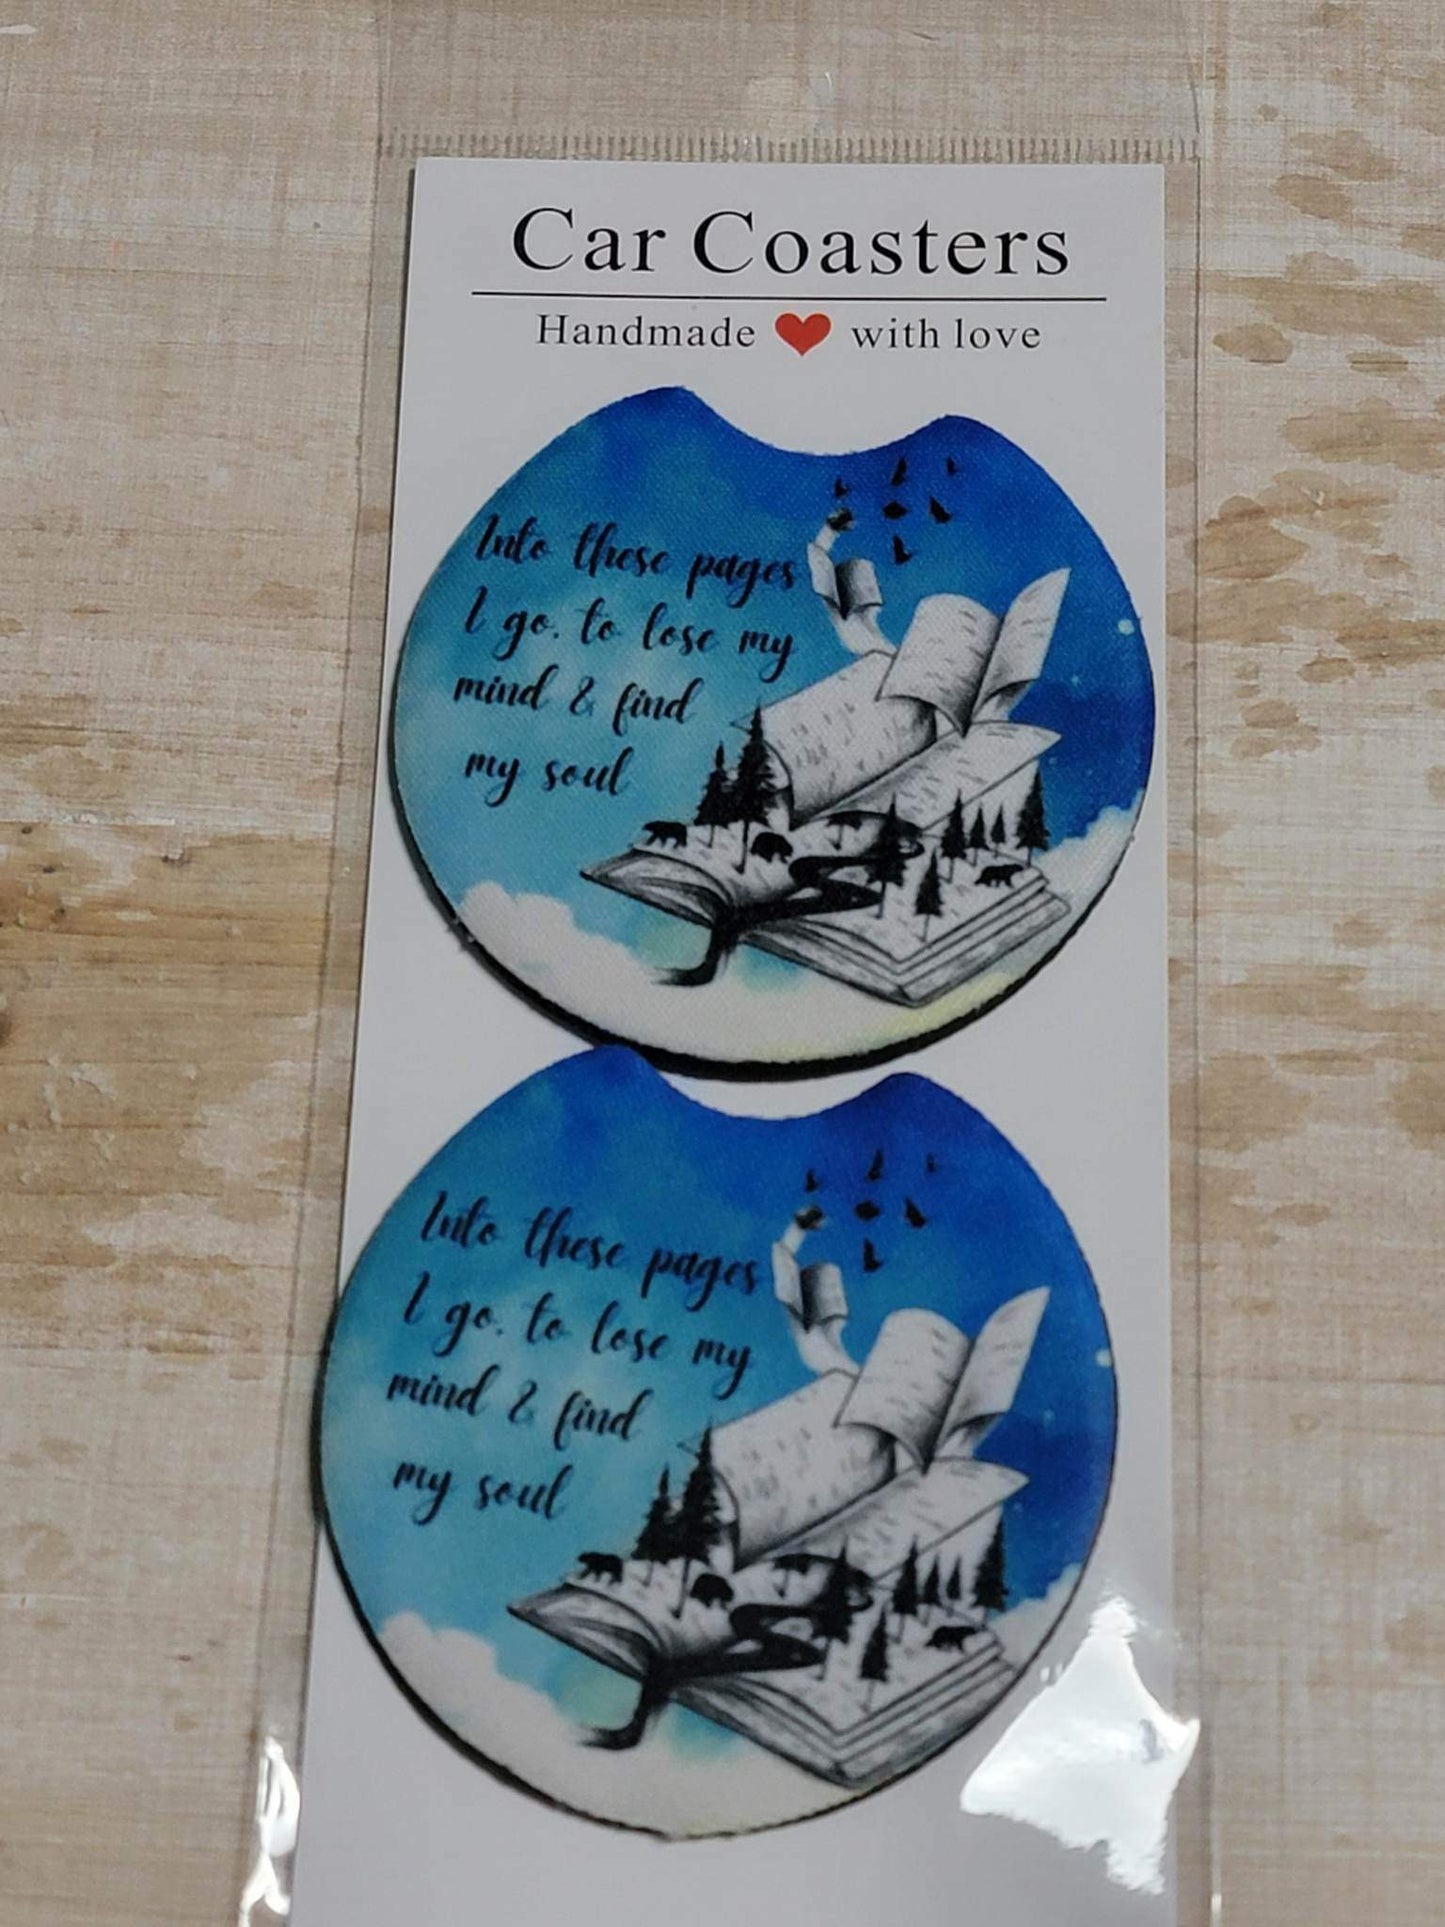 Car Coasters
Handmade ❤ with love
Into these pages
I go. to lose my
mind & find
my soul
Into these pages
I go. to lose my
mind & find
my soul